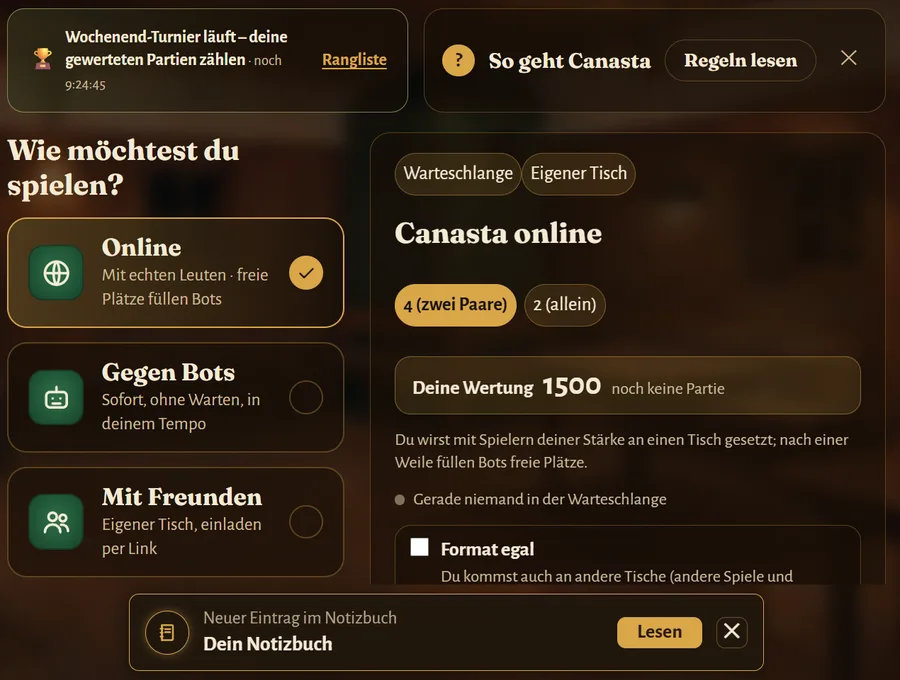 Wochenend-Turnier läuft – deine
gewerteten Partien zählen · noch
9:24:45
Rangliste
?
So geht Canasta
Regeln lesen
Wie möchtest du
spielen?
Online
Mit echten Leuten · freie
Plätze füllen Bots
Gegen Bots
Sofort, ohne Warten, in
deinem Tempo
Mit Freunden
Eigener Tisch, einladen
per Link
Warteschlange
Eigener Tisch
Canasta online
4 (zwei Paare)
2 (allein)
Deine Wertung 1500 noch keine Partie
Du wirst mit Spielern deiner Stärke an einen Tisch gesetzt; nach einer
Weile füllen Bots freie Plätze.
Gerade niemand in der Warteschlange
Format egal
Du kommst auch an andere Tische (andere Spiele und
Neuer Eintrag im Notizbuch
Dein Notizbuch
Lesen